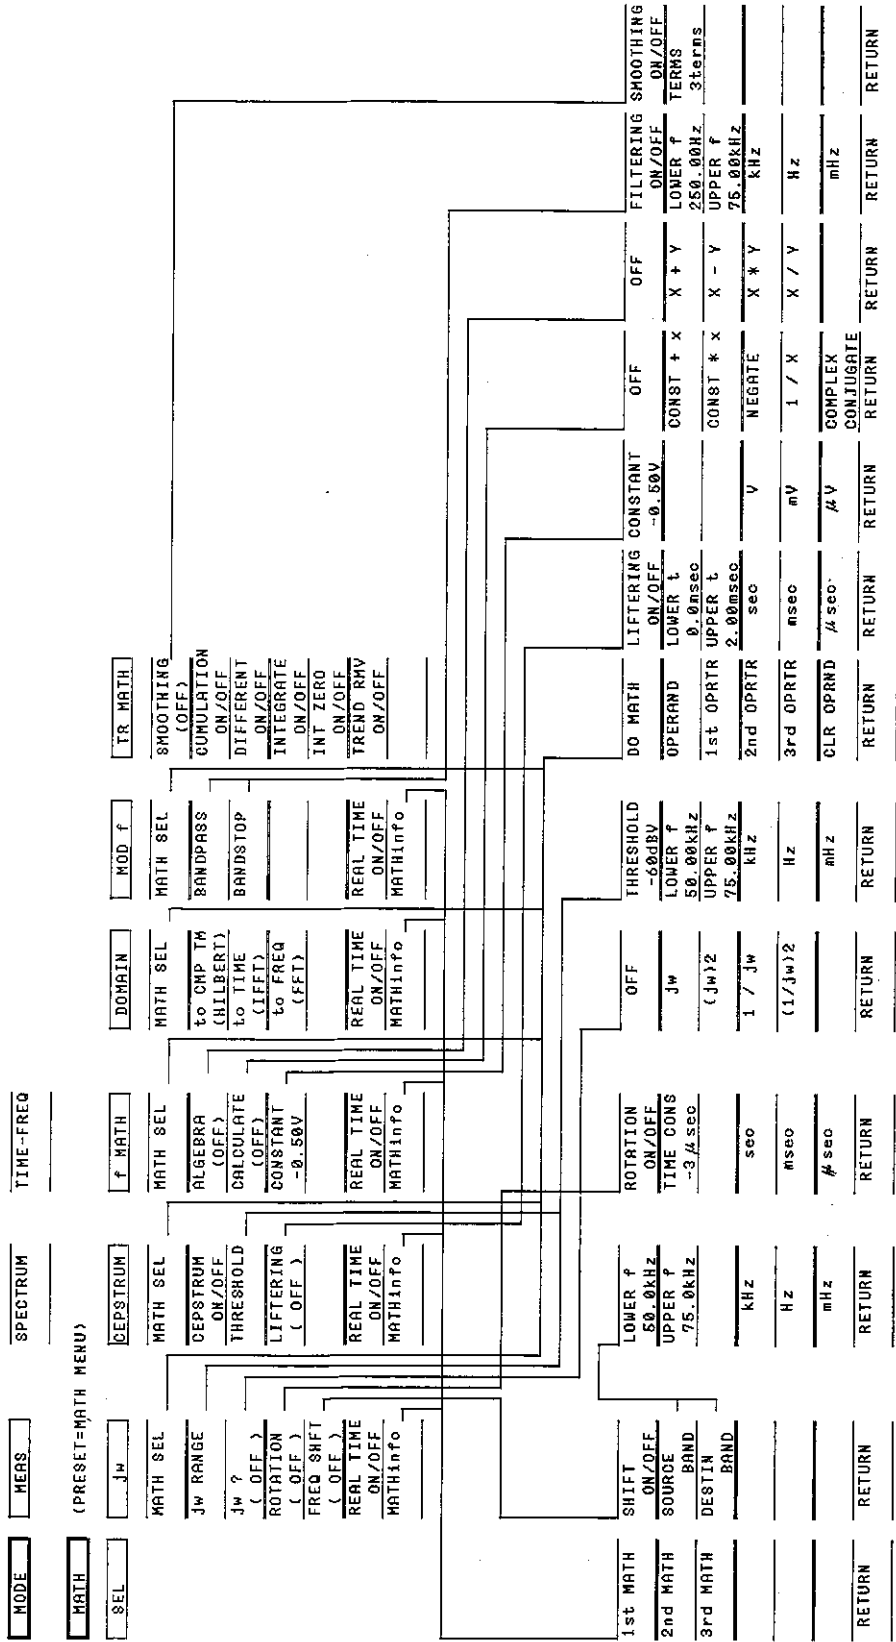 MODE
MEAS
SPECTRUM
TIME-FREQ
MATH
(PRESET=MATH MENU)
SEL
jw
CEPSTRUM
f MATH
DOMAIN
MOD f
TR MATH
MATH SEL
jw RANGE
jw ?
( OFF )
ROTATION
( OFF )
FREQ SHFT
( OFF )
REAL TIME
ON/OFF
MATHinfo
MATH SEL
CEPSTRUM
ON/OFF
THRESHOLD
LIFTERING
( OFF )
REAL TIME
ON/OFF
MATHinfo
MATH SEL
ALGEBRA
(OFF)
CALCULATE
(OFF)
CONSTANT
-0.50V
REAL TIME
ON/OFF
MATHinfo
MATH SEL
to CMP TM
(HILBERT)
to TIME
(IFFT)
to FREQ
(FFT)
REAL TIME
ON/OFF
MATHinfo
MATH SEL
BANDPASS
BANDSTOP
REAL TIME
ON/OFF
MATHinfo
SMOOTHING
(OFF)
CUMULATION
ON/OFF
DIFFERENT
ON/OFF
INTEGRATE
ON/OFF
INT ZERO
ON/OFF
TREND RMV
ON/OFF
1st MATH
2nd MATH
3rd MATH
RETURN
SHIFT
ON/OFF
SOURCE
BAND
DESTIN
BAND
RETURN
LOWER f
50.0kHz
UPPER f
75.0kHz
kHz
Hz
mHz
RETURN
ROTATION
ON/OFF
TIME CONS
-3μsec
sec
msec
μsec
RETURN
OFF
jw
(jw)2
1 / jw
(1/jw)2
RETURN
THRESHOLD
-60dBV
LOWER f
50.00kHz
UPPER f
75.00kHz
kHz
Hz
mHz
RETURN
DO MATH
OPERAND
1st OPRTR
2nd OPRTR
3rd OPRTR
CLR OPRND
RETURN
LIFTERING
ON/OFF
LOWER t
0.0msec
UPPER t
2.00msec
sec
msec
μsec
RETURN
CONSTANT
-0.50V
V
mV
μV
RETURN
OFF
CONST + x
CONST * x
NEGATE
1 / X
COMPLEX
CONJUGATE
RETURN
OFF
X + Y
X - Y
X * Y
X / Y
RETURN
FILTERING
ON/OFF
LOWER f
250.00Hz
UPPER f
75.00kHz
kHz
Hz
mHz
RETURN
SMOOTHING
ON/OFF
TERMS
3terms
RETURN